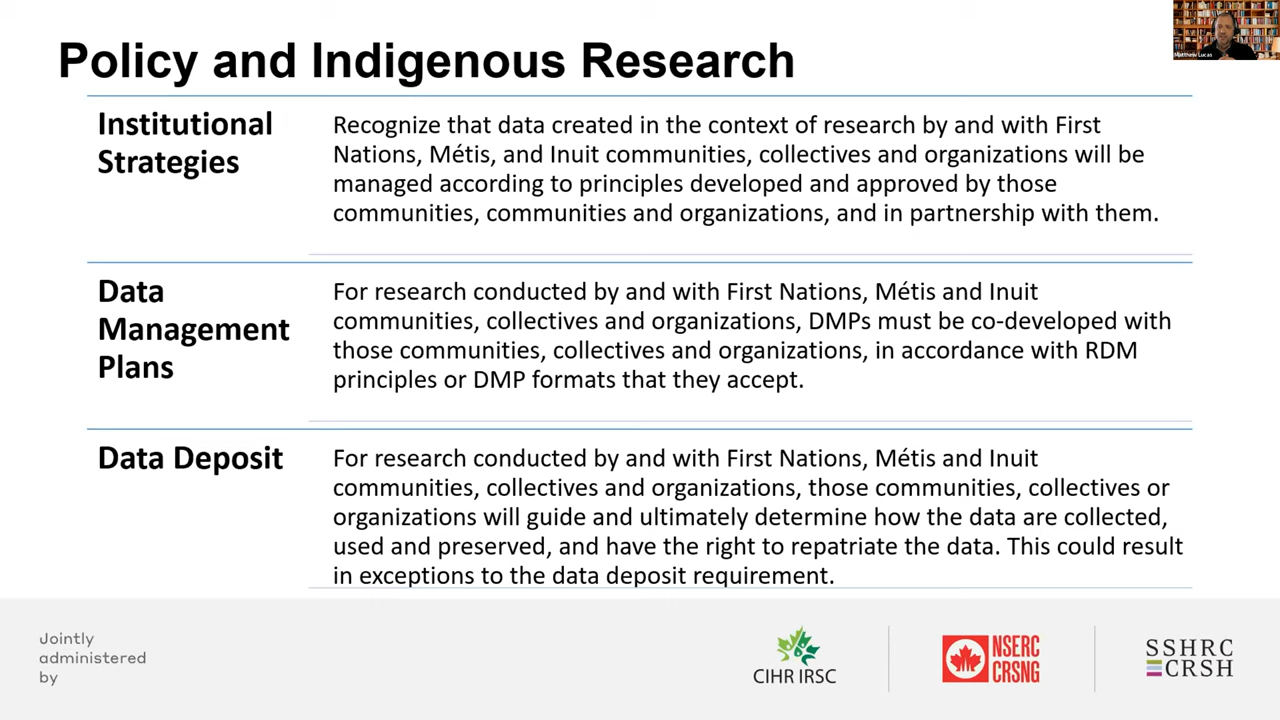 Policy and Indigenous Research
Matthew Lucas
Institutional
Strategies
Recognize that data created in the context of research by and with First
Nations, Métis, and Inuit communities, collectives and organizations will be
managed according to principles developed and approved by those
communities, communities and organizations, and in partnership with them.
Data
Management
Plans
For research conducted by and with First Nations, Métis and Inuit
communities, collectives and organizations, DMPs must be co-developed with
those communities, collectives and organizations, in accordance with RDM
principles or DMP formats that they accept.
Data Deposit
For research conducted by and with First Nations, Métis and Inuit
communities, collectives and organizations, those communities, collectives or
organizations will guide and ultimately determine how the data are collected,
used and preserved, and have the right to repatriate the data. This could result
in exceptions to the data deposit requirement.
Jointly
administered
by
CIHR IRSC
NSERC
CRSNG
SSHRC
CRSH